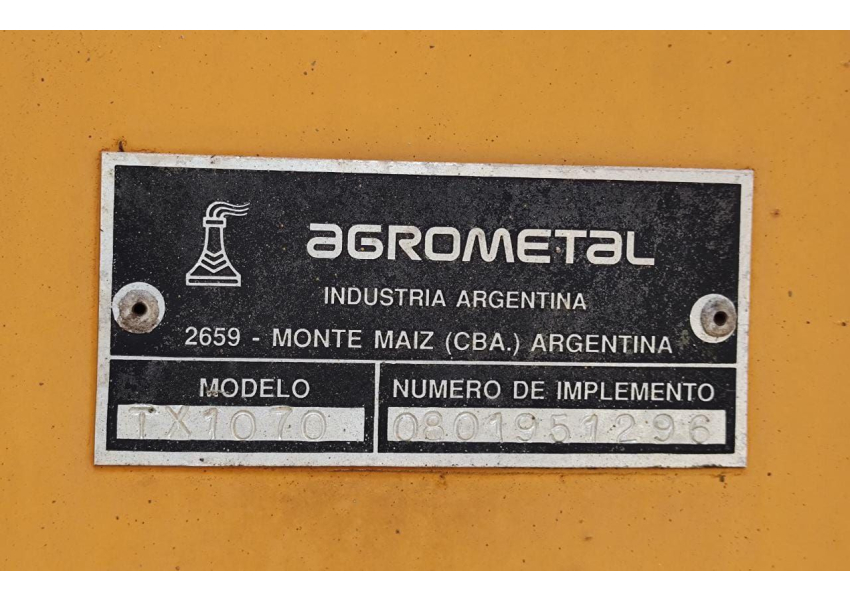 AGROMETAL
INDUSTRIA ARGENTINA
2659 - MONTE MAIZ (CBA.) ARGENTINA
MODELO
TX1070
NUMERO DE IMPLEMENTO
0801951296